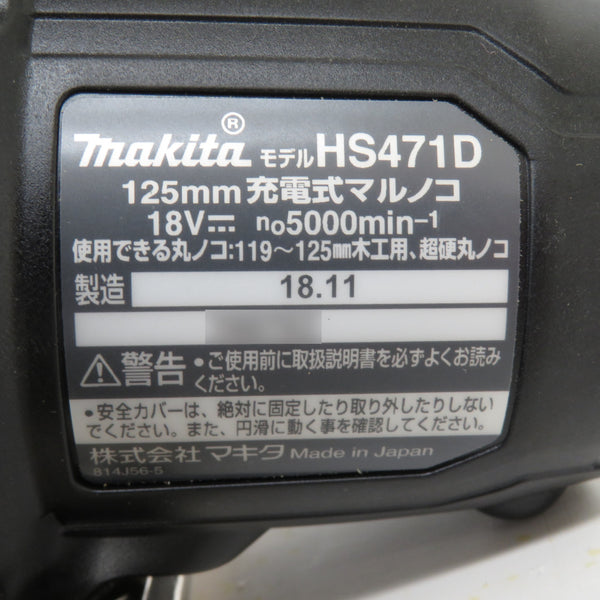 makita® モデルHS471D
125mm 充電式マルノコ
18V⎓ no5000min-1
使用できる丸ノコ:119～125mm木工用、超硬丸ノコ
製造 18.11
⚠警告 •ご使用前に取扱説明書を必ずよくお読み
ください。
•安全カバーは、絶対に固定したり取り外したりしない
でください。また、円滑に動く事を確認してください。
株式会社 マキタ Made in Japan
814J56-5